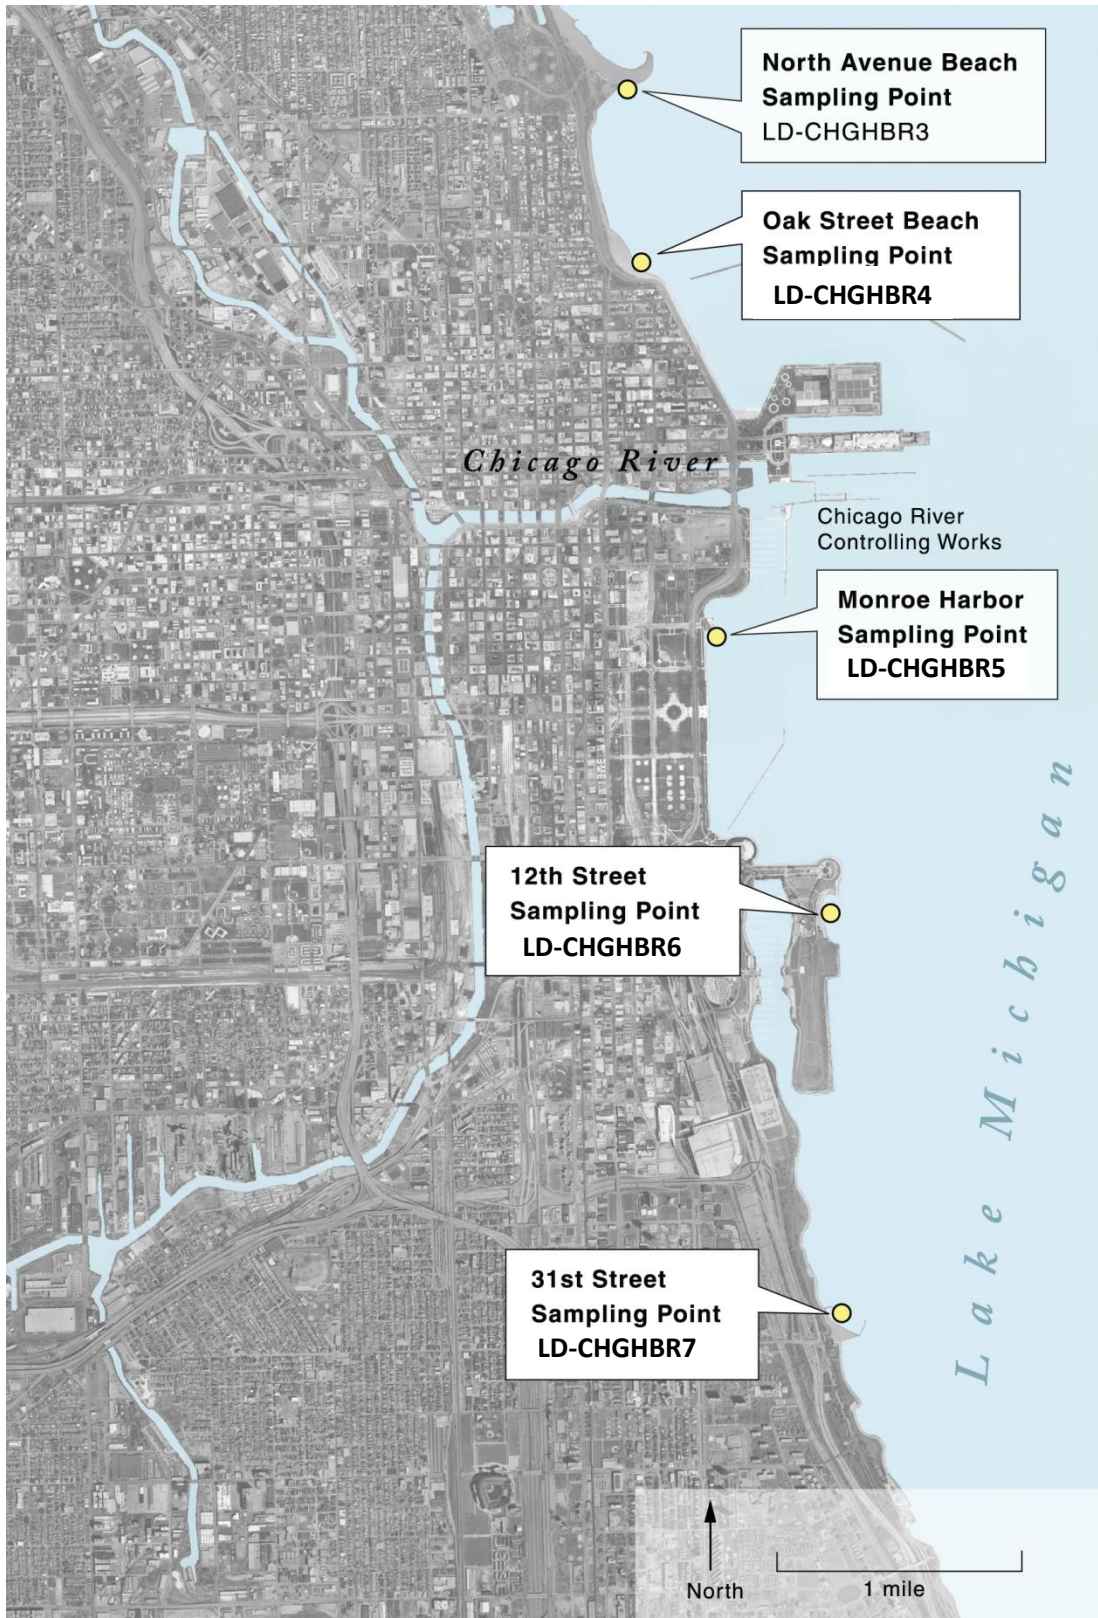 North Avenue Beach
Sampling Point
LD-CHGHBR3
Oak Street Beach
Sampling Point
LD-CHGHBR4
Chicago River
Chicago River
Controlling Works
Monroe Harbor
Sampling Point
LD-CHGHBR5
12th Street
Sampling Point
LD-CHGHBR6
Lake Michigan
31st Street
Sampling Point
LD-CHGHBR7
North
1 mile